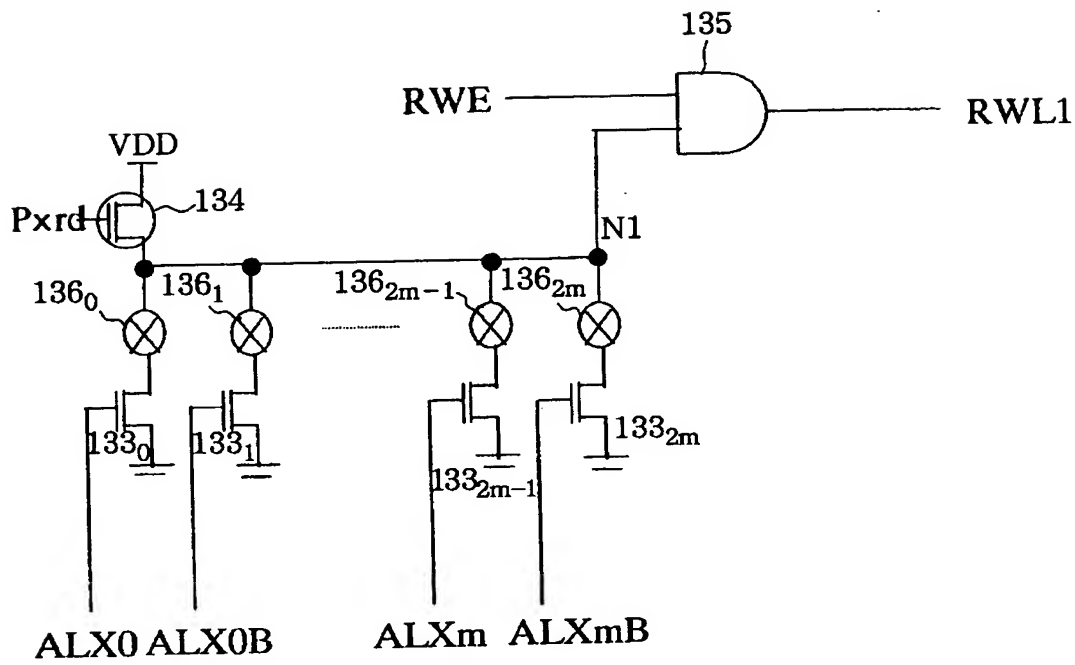 135
RWE
RWL1
VDD
Pxrd
134
N1
136₀
136₁
136₂ₘ₋₁
136₂ₘ
133₀
133₁
133₂ₘ₋₁
133₂ₘ
ALX0
ALX0B
ALXm
ALXmB